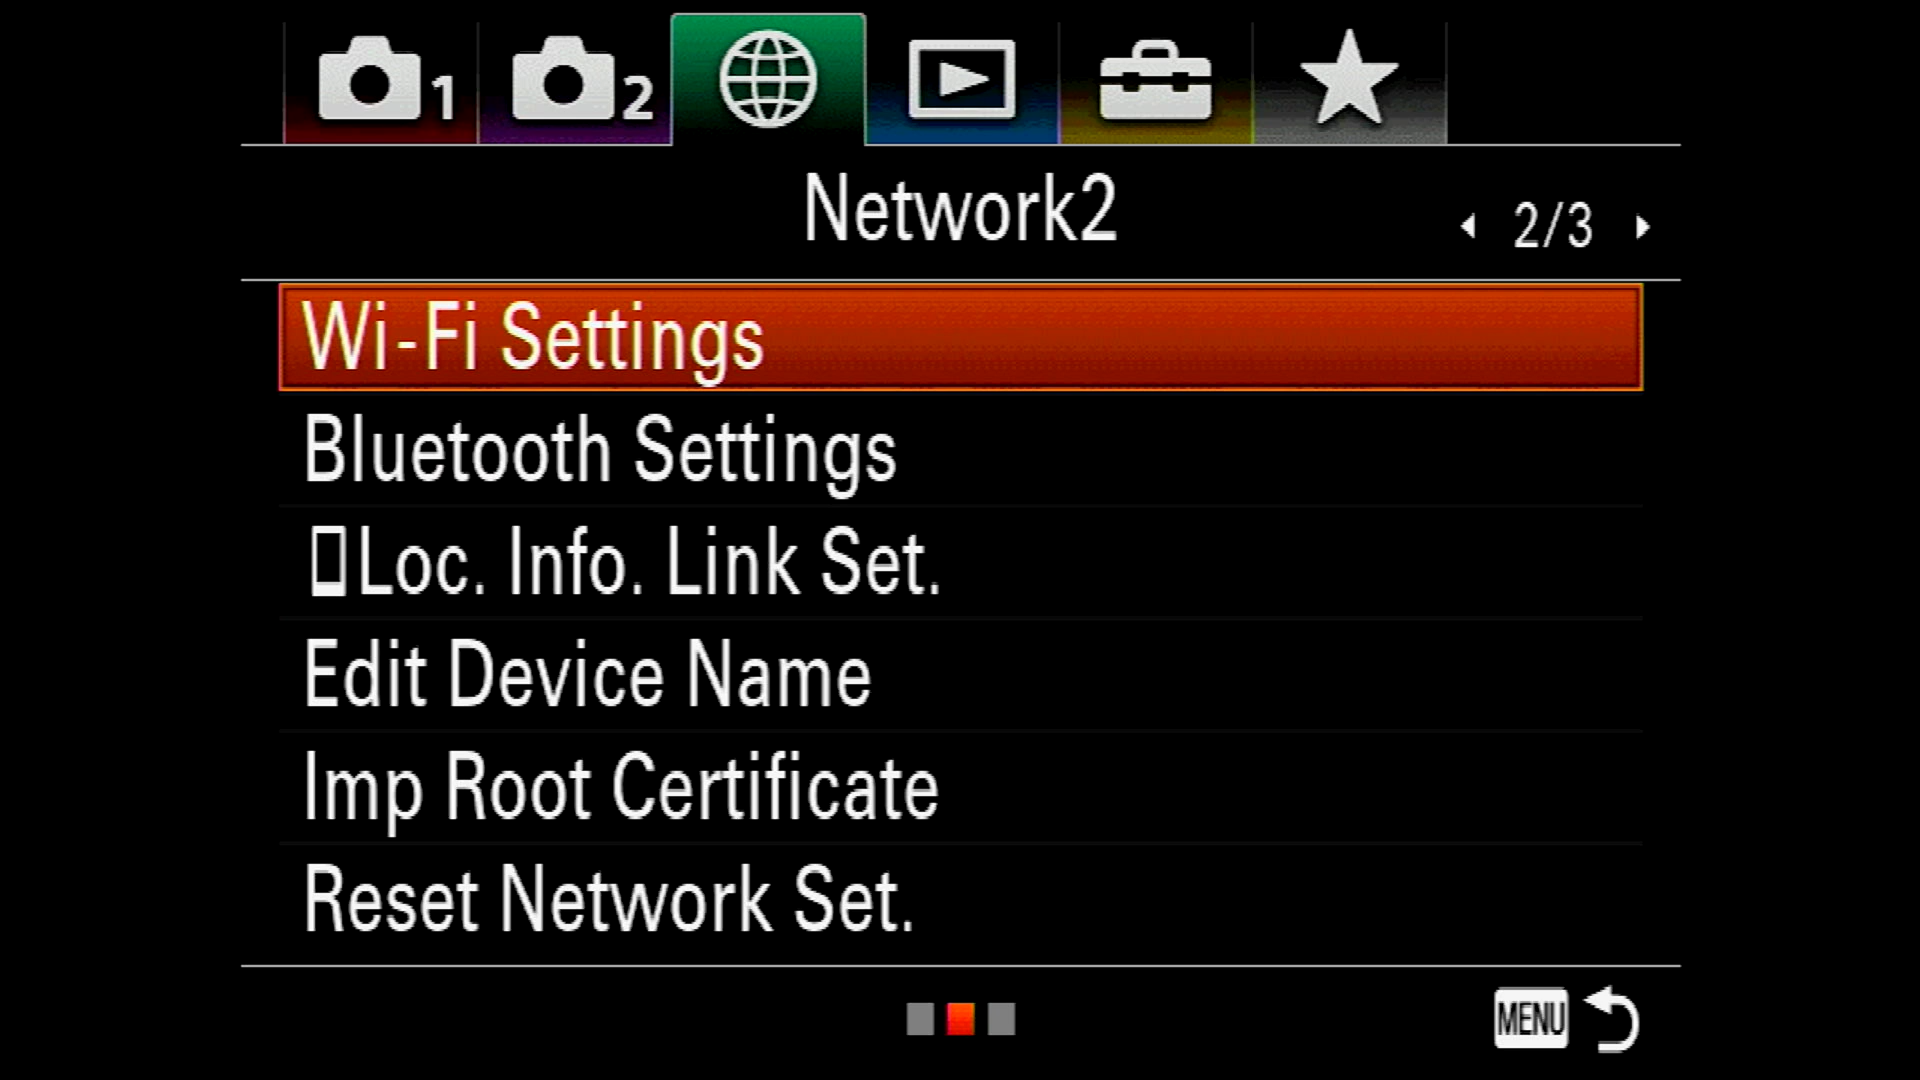 1 2
Network2
2/3
Wi-Fi Settings
Bluetooth Settings
Loc. Info. Link Set.
Edit Device Name
Imp Root Certificate
Reset Network Set.
MENU